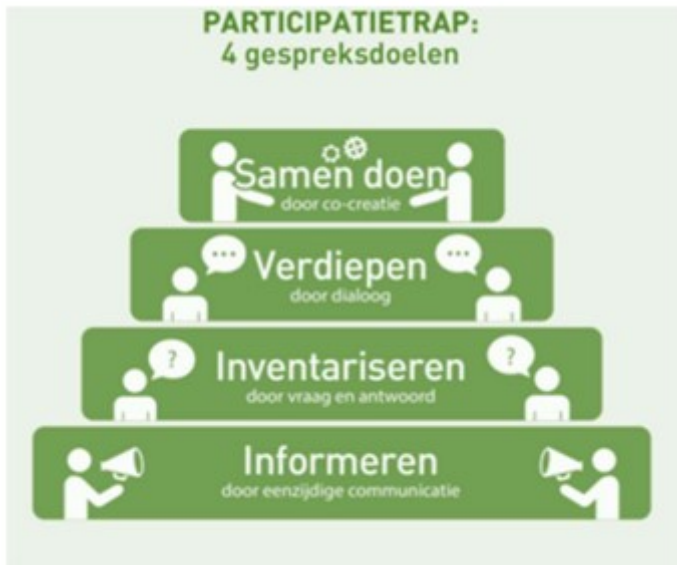 PARTICIPATIETRAP:
4 gespreksdoelen
Samen doen
door co-creatie
...
...
Verdiepen
door dialoog
?
?
Inventariseren
door vraag en antwoord
Informeren
door eenzijdige communicatie